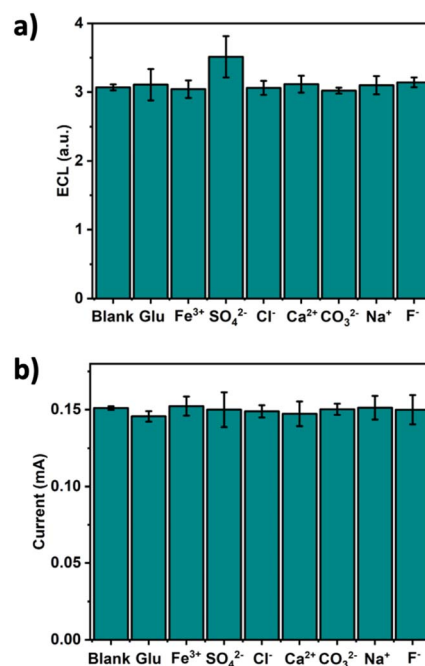 a)
4
3
2
1
0
ECL (a.u.)
Blank Glu Fe³⁺ SO₄²⁻ Cl⁻ Ca²⁺ CO₃²⁻ Na⁺ F⁻
b)
0.15
0.10
0.05
0.00
Current (mA)
Blank Glu Fe³⁺ SO₄²⁻ Cl⁻ Ca²⁺ CO₃²⁻ Na⁺ F⁻